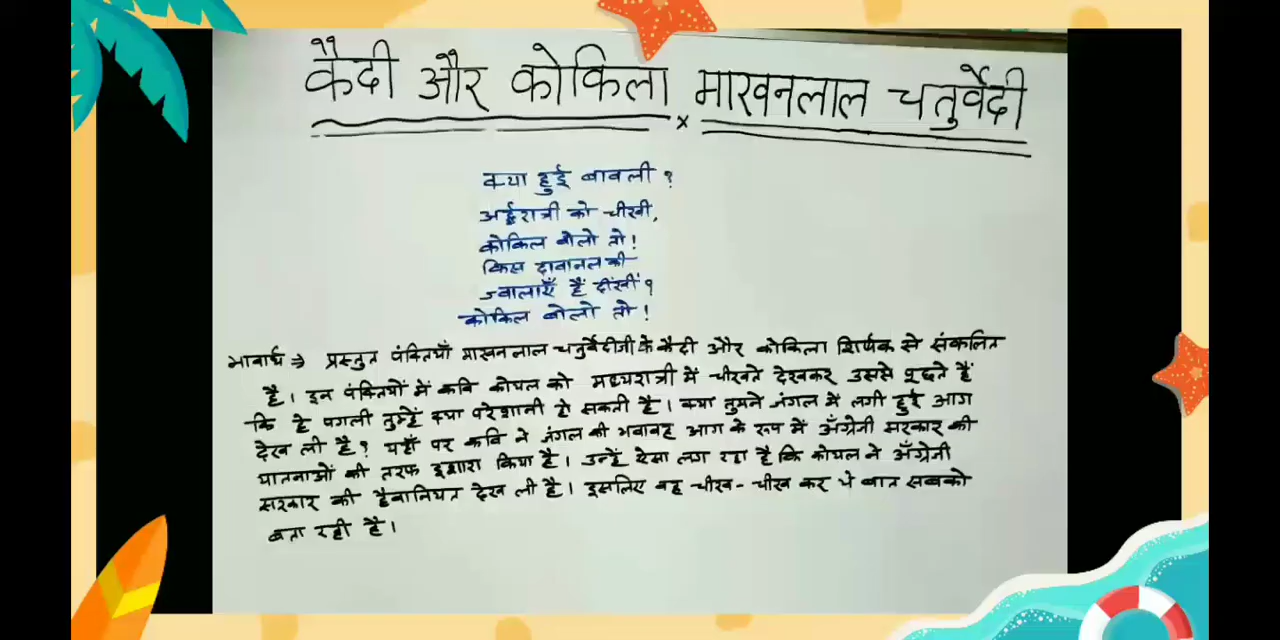 कैदी और कोकिला x माखनलाल चतुर्वेदी
क्या हुई बावली ?
अर्द्धरात्री को चीखी,
कोकिल बोलो तो !
किस दावानल की
ज्वालाएँ हैं दीखीं ?
कोकिल बोलो तो !
भावार्थ ⇒ प्रस्तुत पंक्तियाँ माखनलाल चतुर्वेदीजी के कैदी और कोकिला शिर्षक से संकलित
है। इन पंक्तियों में कवि कोयल को मध्यरात्री में चीखते देखकर उससे पूछते हैं
कि हे पगली तुम्हें क्या परेशानी हो सकती है। क्या तुमने जंगल में लगी हुई आग
देख ली है? यहाँ पर कवि ने जंगल की भयावह आग के रूप में अँग्रेजी सरकार की
यातनाओं की तरफ इशारा किया है। उन्हें ऐसा लग रहा है कि कोयल ने अँग्रेजी
सरकार की हैवानियत देख ली है। इसलिए वह चीख - चीख कर ये बात सबको
बता रही है।